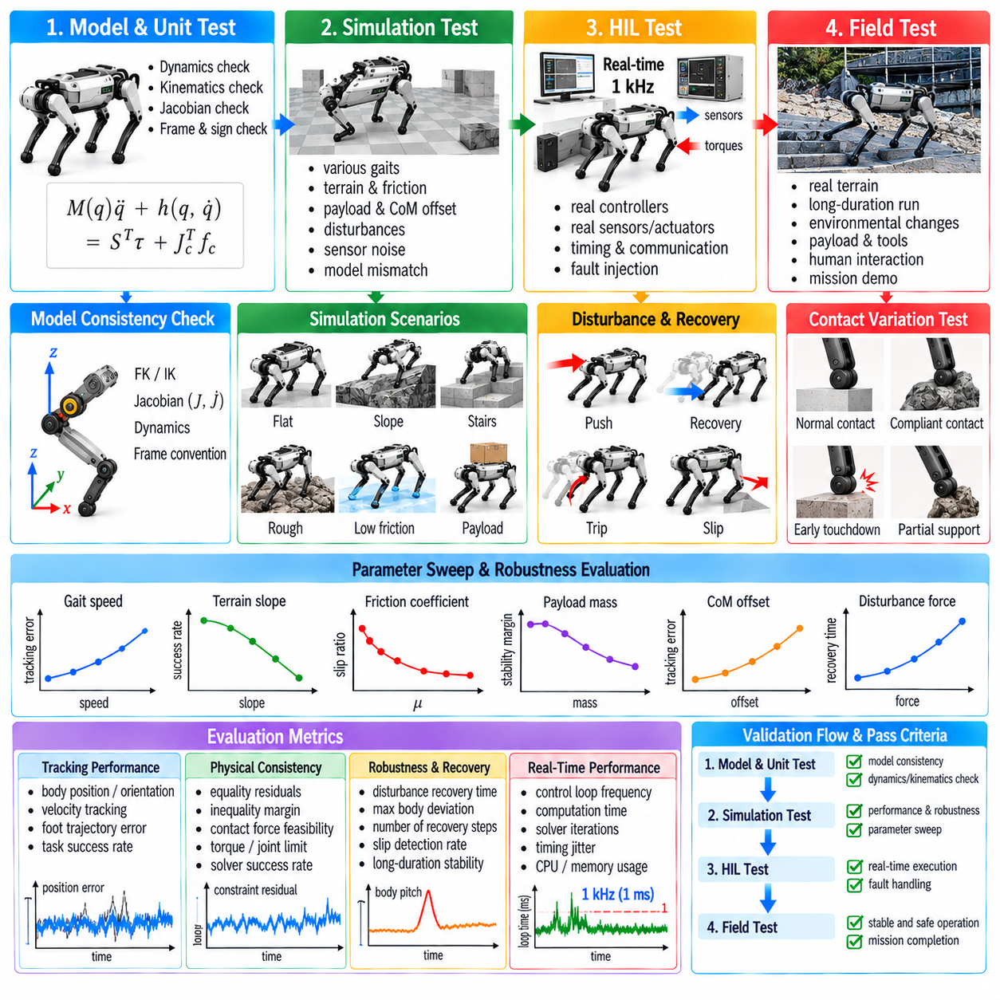 1. Model & Unit Test
• Dynamics check
• Kinematics check
• Jacobian check
• Frame & sign check
M(q)q̈ + h(q, q̇)
= Sᵀτ + J_cᵀ f_c
2. Simulation Test
• various gaits
• terrain & friction
• payload & CoM offset
• disturbances
• sensor noise
• model mismatch
3. HIL Test
Real-time
1 kHz
sensors
torques
• real controllers
• real sensors/actuators
• timing & communication
• fault injection
4. Field Test
• real terrain
• long-duration run
• environmental changes
• payload & tools
• human interaction
• mission demo
Model Consistency Check
z
z
y
x
FK / IK
Jacobian (J, J̇)
Dynamics
Frame convention
Simulation Scenarios
Flat
Slope
Stairs
Rough
Low friction
Payload
Disturbance & Recovery
Push
Recovery
Trip
Slip
Contact Variation Test
Normal contact
Compliant contact
Early touchdown
Partial support
Parameter Sweep & Robustness Evaluation
Gait speed
tracking error
speed
Terrain slope
success rate
slope
Friction coefficient
slip ratio
μ
Payload mass
stability margin
mass
CoM offset
tracking error
offset
Disturbance force
recovery time
force
Evaluation Metrics
Tracking Performance
• body position / orientation
• velocity tracking
• foot trajectory error
• task success rate
position error
time
Physical Consistency
• equality residuals
• inequality margin
• contact force feasibility
• torque / joint limit
• solver success rate
constraint residual
time
Robustness & Recovery
• disturbance recovery time
• max body deviation
• number of recovery steps
• slip detection rate
• long-duration stability
body pitch
time
Real-Time Performance
• control loop frequency
• computation time
• solver iterations
• timing jitter
• CPU / memory usage
1 kHz (1 ms)
1
loop time (ms)
time
Validation Flow & Pass Criteria
1. Model & Unit Test
model consistency
dynamics/kinematics check
2. Simulation Test
performance & robustness
parameter sweep
3. HIL Test
real-time execution
fault handling
4. Field Test
stable and safe operation
mission completion